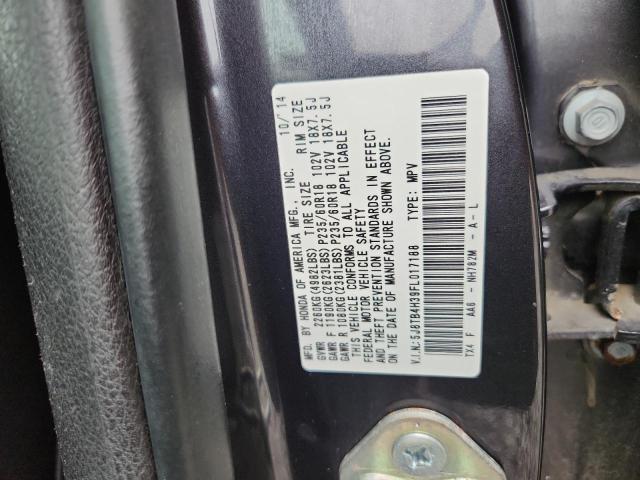 MFD. BY HONDA OF AMERICA MFG., INC. 10/'14
TIRE SIZE RIM SIZE
GVWR 2260KG(4982LBS)
GAWR F 1190KG(2623LBS)P235/60R18 102V 18X7.5J
GAWR R 1080KG(2381LBS)P235/60R18 102V 18X7.5J
THIS VEHICLE CONFORMS TO ALL APPLICABLE
FEDERAL MOTOR VEHICLE SAFETY
AND THEFT PREVENTION STANDARDS IN EFFECT
ON THE DATE OF MANUFACTURE SHOWN ABOVE.
V.I.N.:5J8TB4H39FL017188 TYPE: MPV
TX4 F AA6 - NH782M - A - L